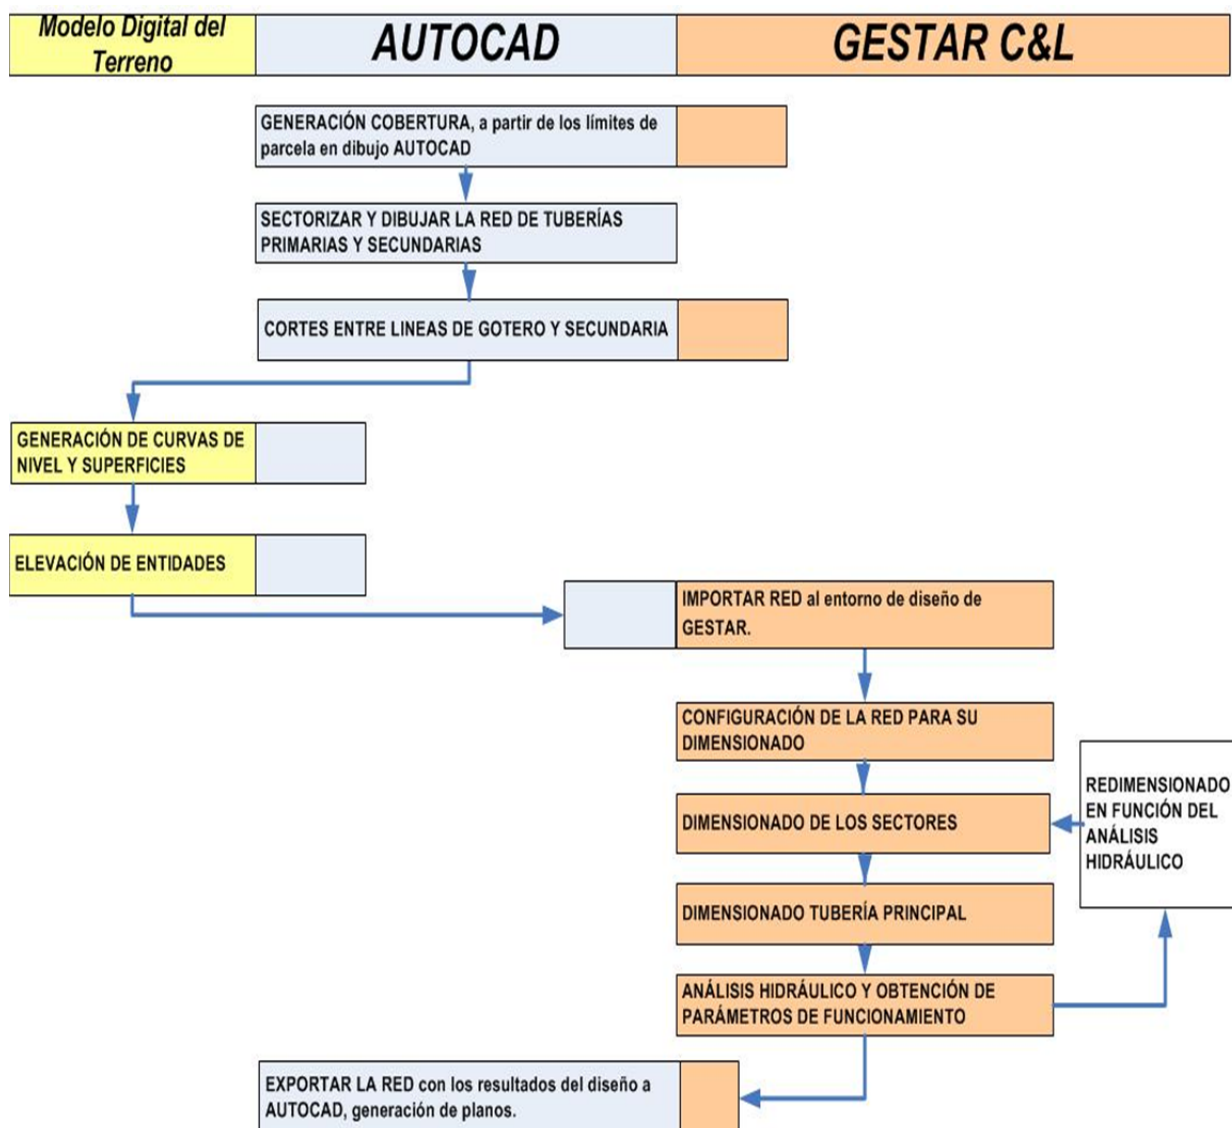 Modelo Digital del
Terreno
AUTOCAD
GESTAR C&L
GENERACIÓN COBERTURA, a partir de los límites de
parcela en dibujo AUTOCAD
SECTORIZAR Y DIBUJAR LA RED DE TUBERÍAS
PRIMARIAS Y SECUNDARIAS
CORTES ENTRE LINEAS DE GOTERO Y SECUNDARIA
GENERACIÓN DE CURVAS DE
NIVEL Y SUPERFICIES
ELEVACIÓN DE ENTIDADES
IMPORTAR RED al entorno de diseño de
GESTAR.
CONFIGURACIÓN DE LA RED PARA SU
DIMENSIONADO
DIMENSIONADO DE LOS SECTORES
REDIMENSIONADO
EN FUNCIÓN DEL
ANÁLISIS
HIDRÁULICO
DIMENSIONADO TUBERÍA PRINCIPAL
ANÁLISIS HIDRÁULICO Y OBTENCIÓN DE
PARÁMETROS DE FUNCIONAMIENTO
EXPORTAR LA RED con los resultados del diseño a
AUTOCAD, generación de planos.